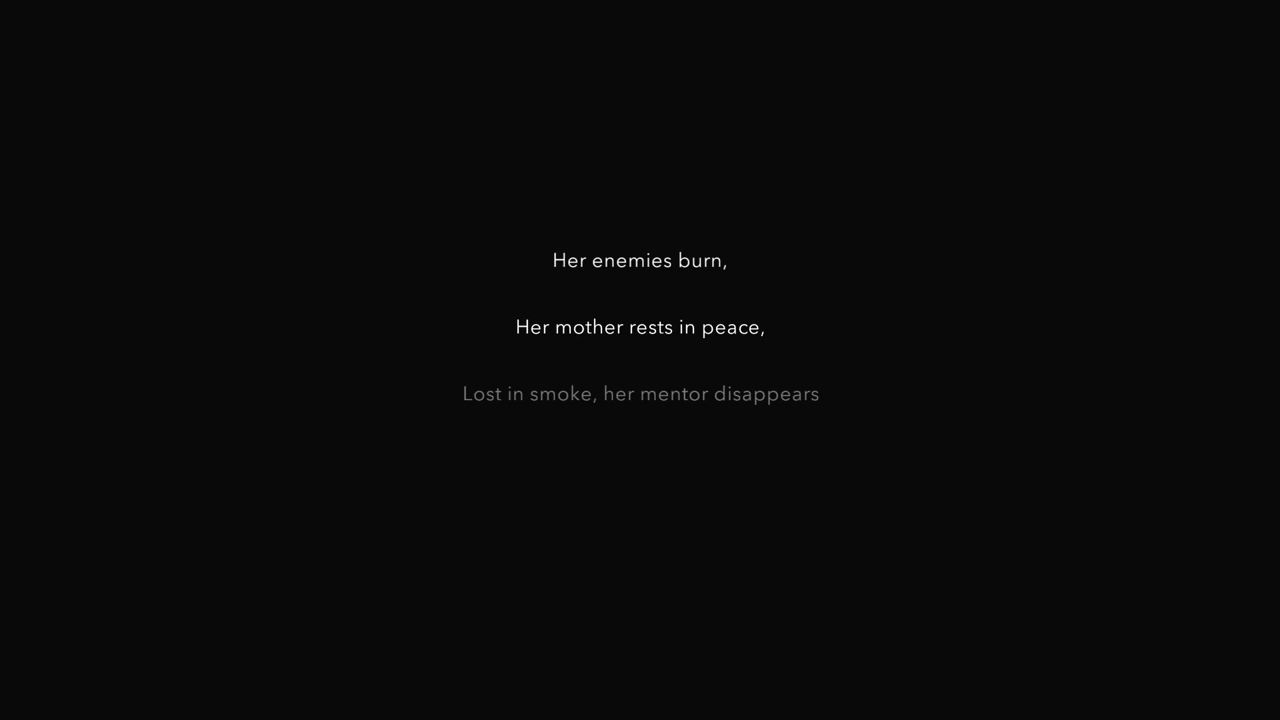 Her enemies burn,
Her mother rests in peace,
Lost in smoke, her mentor disappears